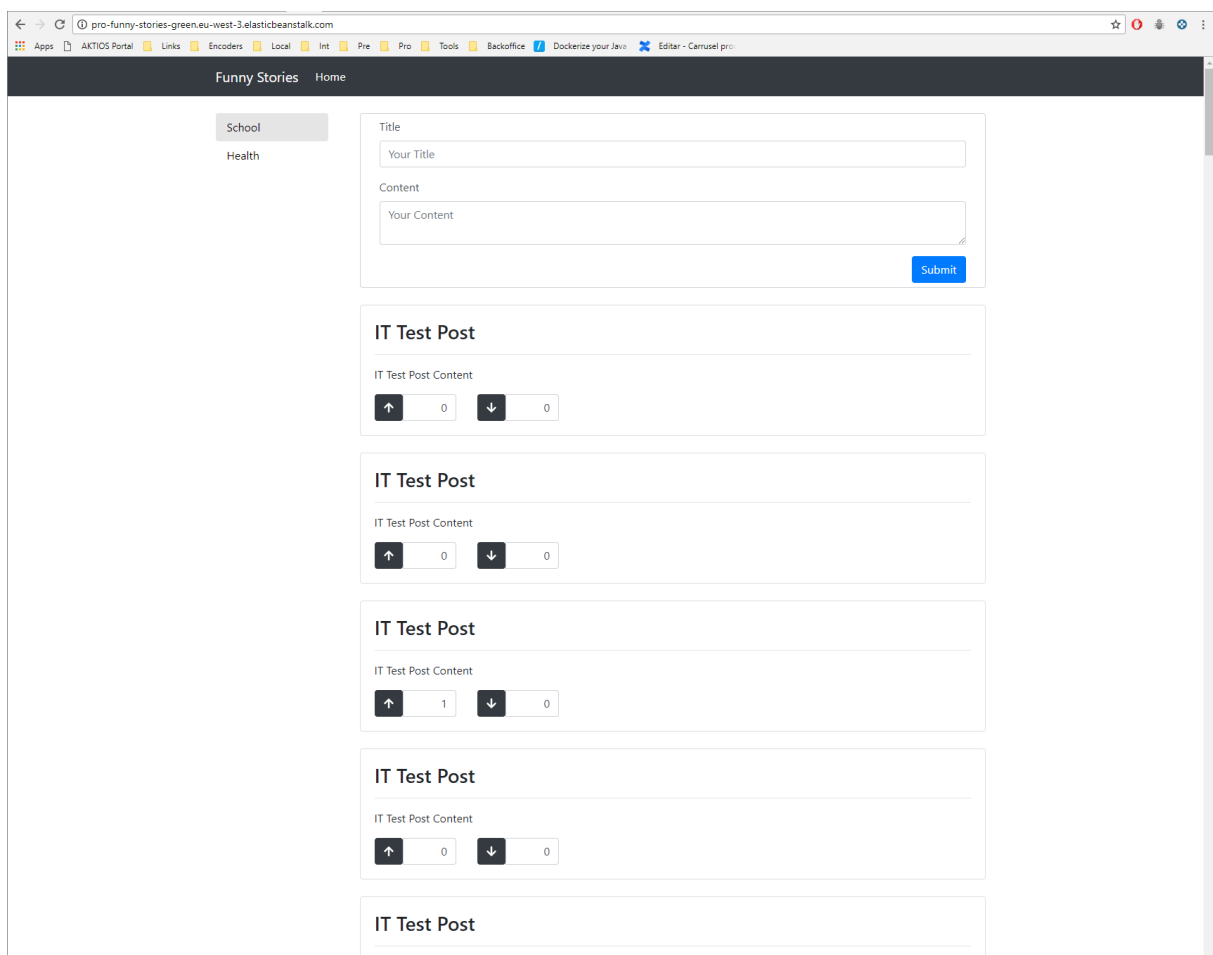 pro-funny-stories-green.eu-west-3.elasticbeanstalk.com
Apps AKTIOS Portal Links Encoders Local Int Pre Pro Tools Backoffice Dockerize your Java Editar - Carrusel pro
Funny Stories Home
School
Health
Title
Your Title
Content
Your Content
Submit
IT Test Post
IT Test Post Content
0 0
IT Test Post
IT Test Post Content
0 0
IT Test Post
IT Test Post Content
1 0
IT Test Post
IT Test Post Content
0 0
IT Test Post